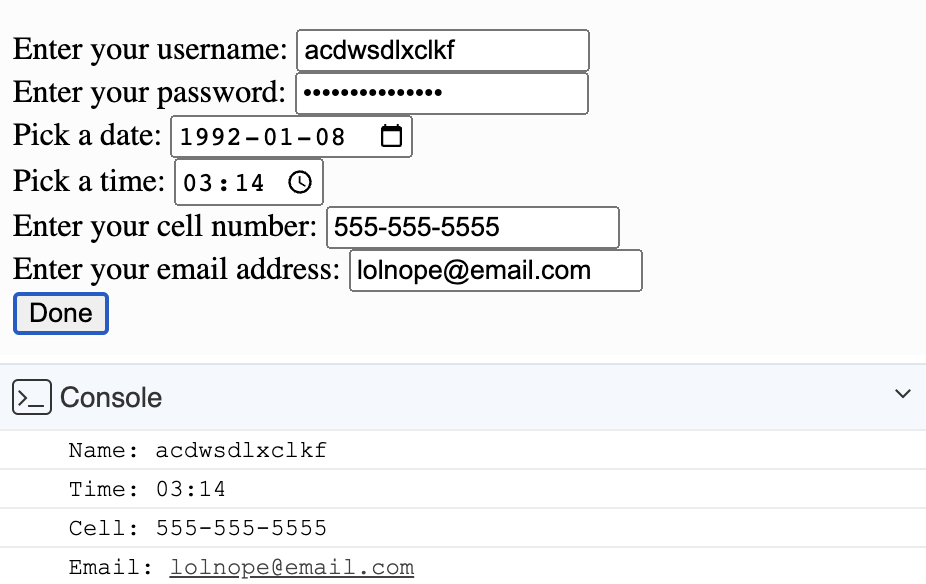 Enter your username: acdwsdlxclkf
Enter your password: •••••••••••••••
Pick a date: 1992-01-08
Pick a time: 03:14
Enter your cell number: 555-555-5555
Enter your email address: lolnope@email.com
Done
Console
Name: acdwsdlxclkf
Time: 03:14
Cell: 555-555-5555
Email: lolnope@email.com